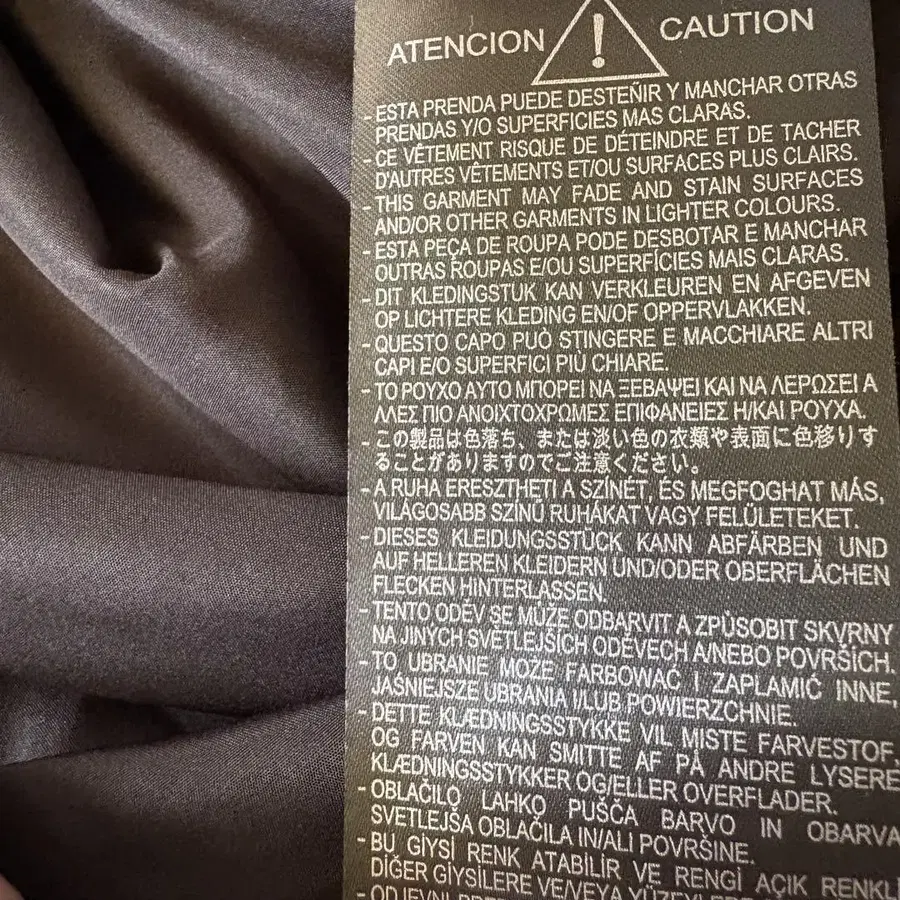 ATENCION ! CAUTION
- ESTA PRENDA PUEDE DESTEÑIR Y MANCHAR OTRAS
PRENDAS Y/O SUPERFICIES MAS CLARAS.
- CE VÊTEMENT RISQUE DE DÉTEINDRE ET DE TACHER
D'AUTRES VÊTEMENTS ET/OU SURFACES PLUS CLAIRS.
- THIS GARMENT MAY FADE AND STAIN SURFACES
AND/OR OTHER GARMENTS IN LIGHTER COLOURS.
- ESTA PEÇA DE ROUPA PODE DESBOTAR E MANCHAR
OUTRAS ROUPAS E/OU SUPERFÍCIES MAIS CLARAS.
- DIT KLEDINGSTUK KAN VERKLEUREN EN AFGEVEN
OP LICHTERE KLEDING EN/OF OPPERVLAKKEN.
- QUESTO CAPO PUÒ STINGERE E MACCHIARE ALTRI
CAPI E/O SUPERFICI PIÙ CHIARE.
- ΤΟ ΡΟΥΧΟ ΑΥΤΟ ΜΠΟΡΕΙ ΝΑ ΞΕΒΑΨΕΙ ΚΑΙ ΝΑ ΛΕΡΩΣΕΙ Α
ΛΛΕΣ ΠΙΟ ΑΝΟΙΧΤΟΧΡΩΜΕΣ ΕΠΙΦΑΝΕΙΕΣ Η/ΚΑΙ ΡΟΥΧΑ.
- この製品は色落ち、または淡い色の衣類や表面に色移りす
ることがありますのでご注意ください。
- A RUHA ERESZTHETI A SZÍNÉT, ÉS MEGFOGHAT MÁS,
VILÁGOSABB SZÍNŰ RUHÁKAT VAGY FELÜLETEKET.
- DIESES KLEIDUNGSSTÜCK KANN ABFÄRBEN UND
AUF HELLEREN KLEIDERN UND/ODER OBERFLÄCHEN
FLECKEN HINTERLASSEN.
- TENTO ODĚV SE MŮŽE ODBARVIT A ZPŮSOBIT SKVRNY
NA JINÝCH SVĚTLEJŠÍCH ODĚVECH A/NEBO POVRŠÍCH.
- TO UBRANIE MOŻE FARBOWAĆ I ZAPLAMIĆ INNE,
JAŚNIEJSZE UBRANIA I/LUB POWIERZCHNIE.
- DETTE KLÆDNINGSSTYKKE VIL MISTE FARVESTOF,
OG FARVEN KAN SMITTE AF PÅ ANDRE LYSERE
KLÆDNINGSSTYKKER OG/ELLER OVERFLADER.
- OBLAČILO LAHKO PUŠČA BARVO IN OBARVA
SVETLEJŠA OBLAČILA IN/ALI POVRŠINE.
- BU GİYSİ RENK ATABİLİR VE RENGİ AÇIK RENKLİ
DİĞER GİYSİLERE VE/VEYA YÜZEYLERE
- ODJEVNI